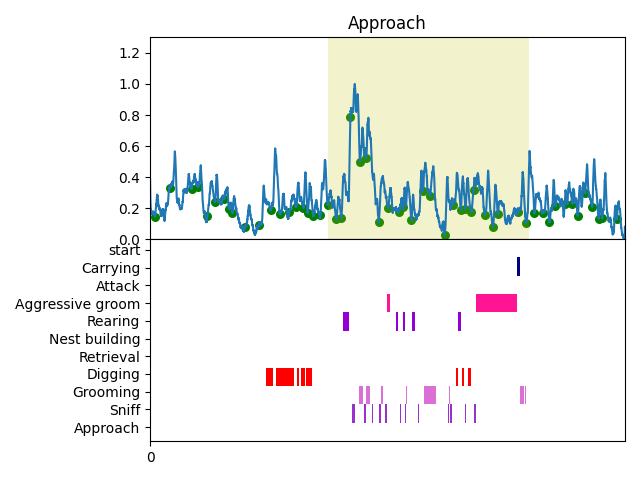 Approach
1.2
1.0
0.8
0.6
0.4
0.2
0.0
start
Carrying
Attack
Aggressive groom
Rearing
Nest building
Retrieval
Digging
Grooming
Sniff
Approach
0